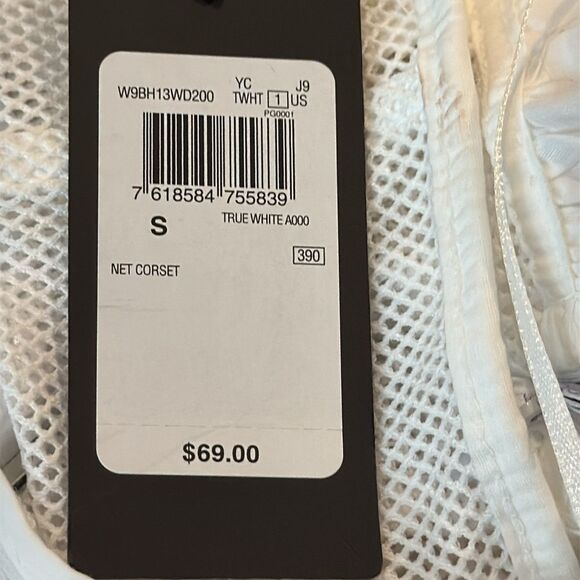 YC J9
W9BH13WD200 TWHT 1 US
PG0001
7 618584 755839
S TRUE WHITE A000
390
NET CORSET
$69.00